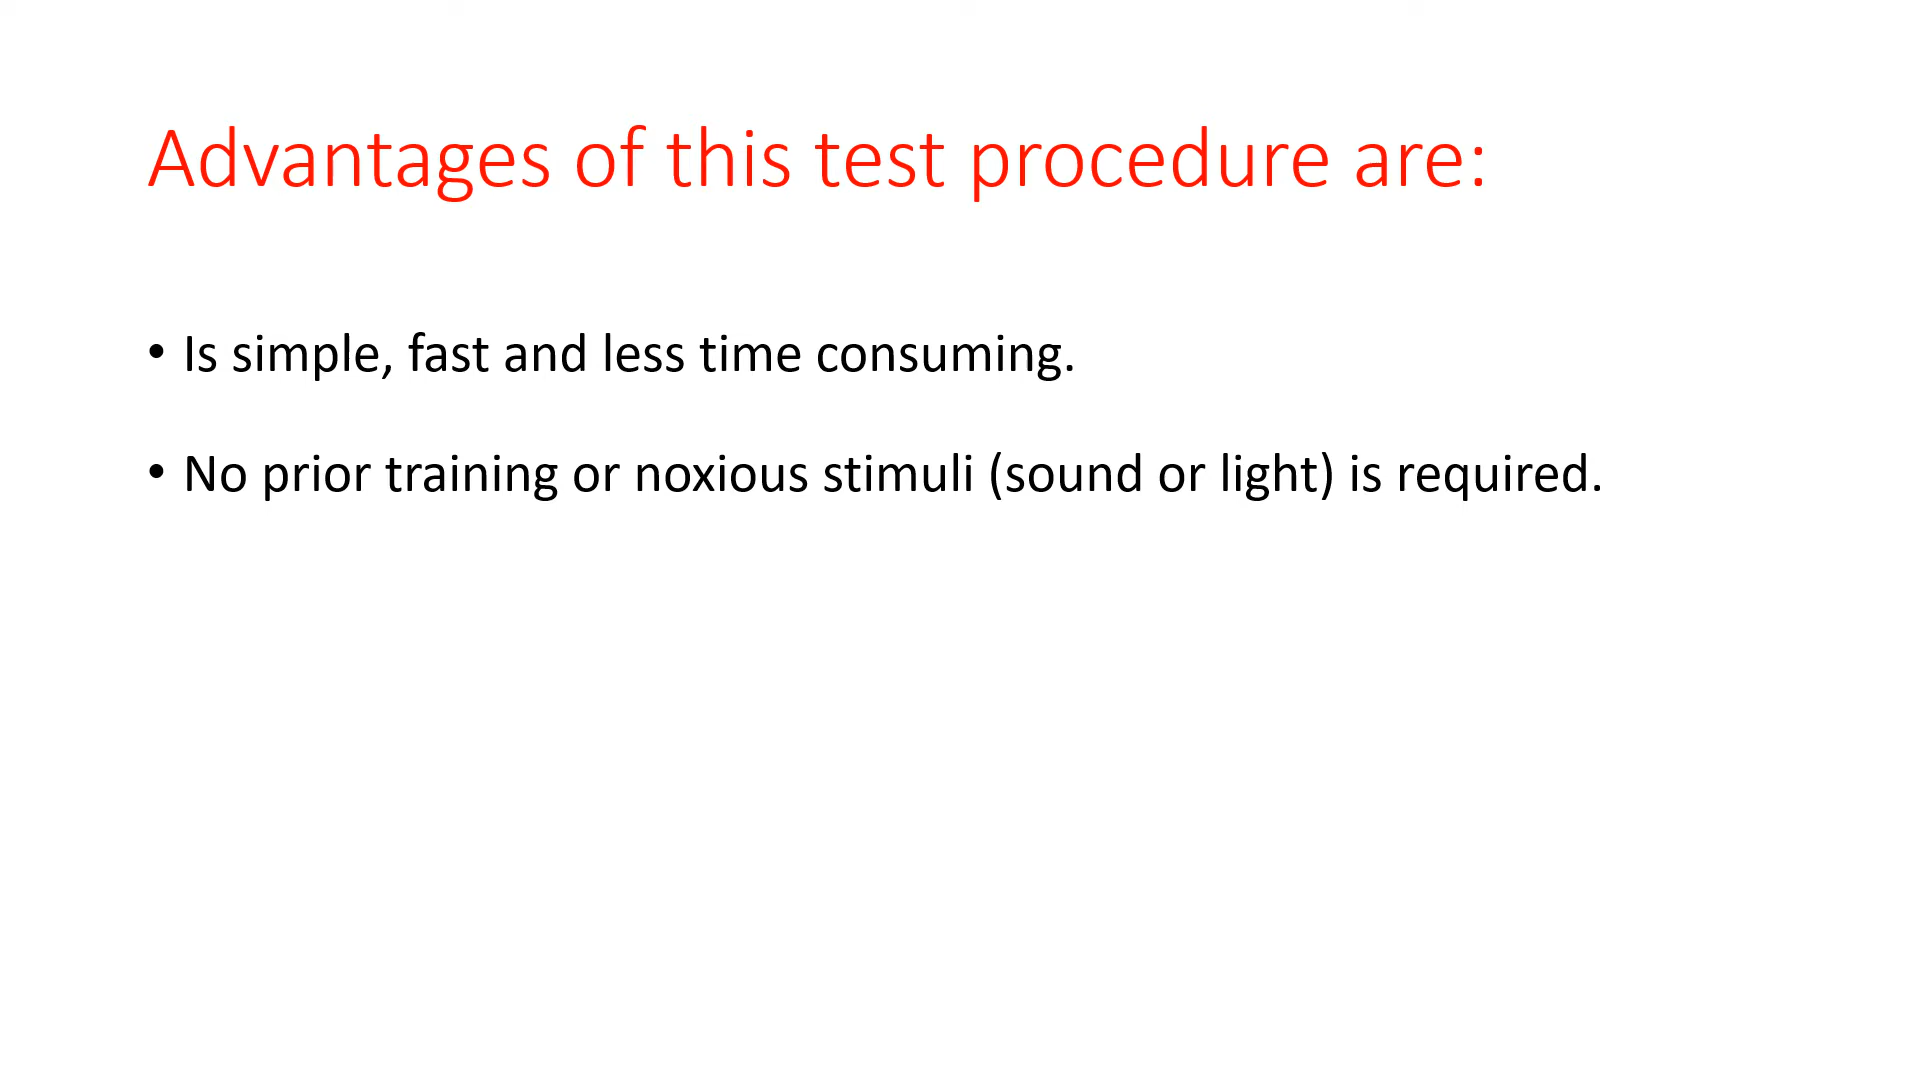 Advantages of this test procedure are:
• Is simple, fast and less time consuming.
• No prior training or noxious stimuli (sound or light) is required.